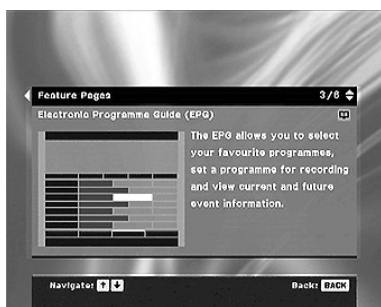 Feature Pages 3/6
Electronic Programme Guide (EPG)
The EPG allows you to select
your favourite programmes,
set a programme for recording
and view current and future
event information.
Navigate: Back: BACK